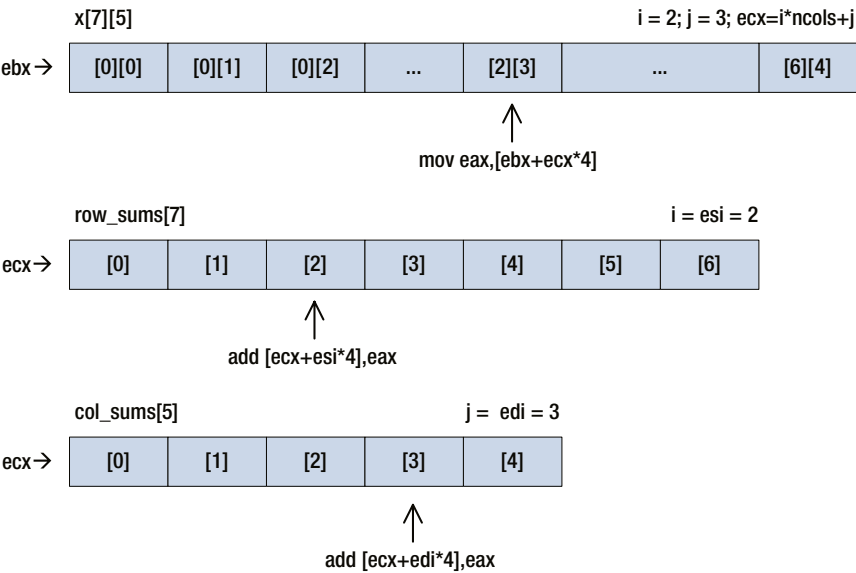 x[7][5] i = 2; j = 3; ecx=i*ncols+j
ebx→ [0][0] [0][1] [0][2] ... [2][3] ... [6][4]
mov eax,[ebx+ecx*4]
row_sums[7] i = esi = 2
ecx→ [0] [1] [2] [3] [4] [5] [6]
add [ecx+esi*4],eax
col_sums[5] j = edi = 3
ecx→ [0] [1] [2] [3] [4]
add [ecx+edi*4],eax